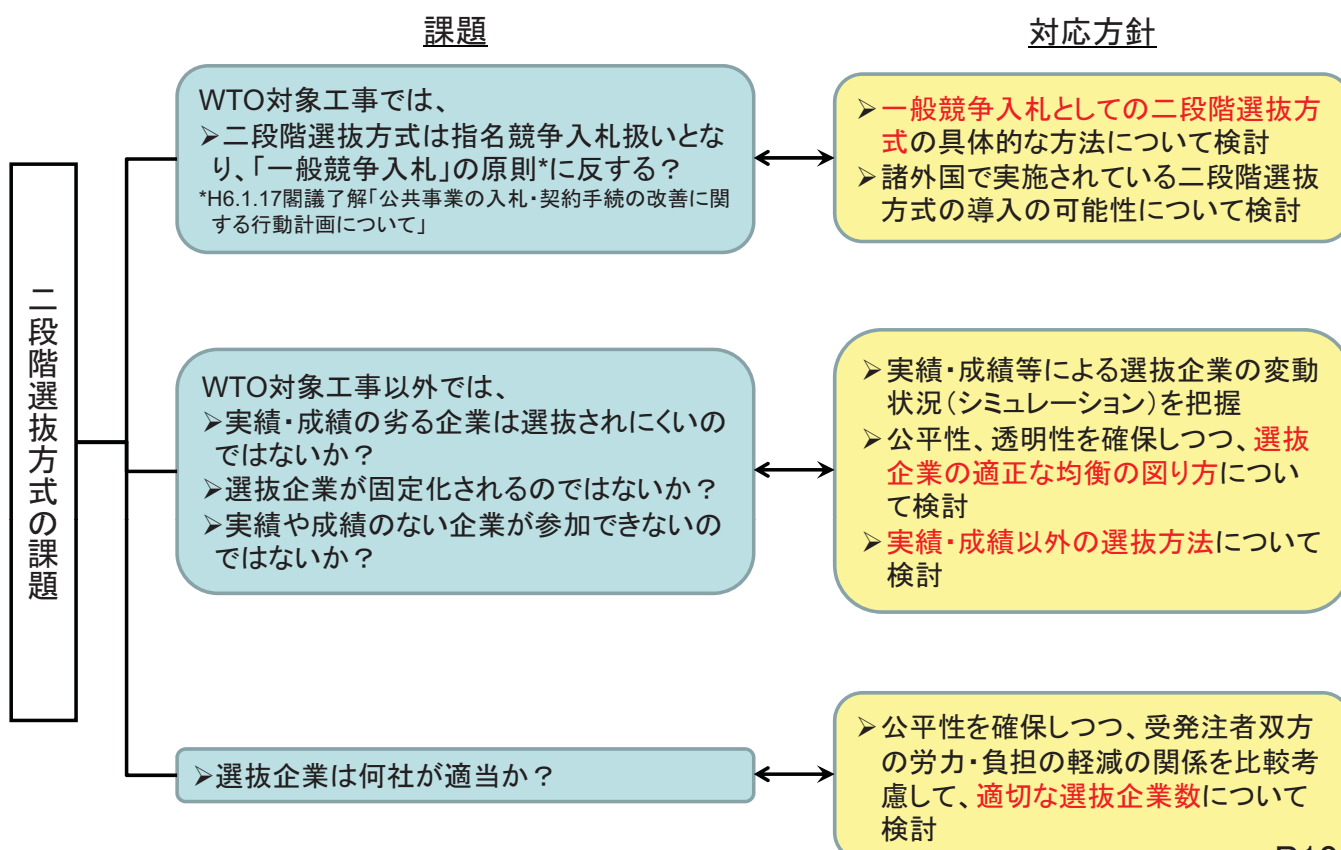 課題
対応方針
二段階選抜方式の課題
WTO対象工事では、
➢二段階選抜方式は指名競争入札扱いとな
り、「一般競争入札」の原則*に反する？
*H6.1.17閣議了解「公共事業の入札・契約手続の改善に関
する行動計画について」
➢一般競争入札としての二段階選抜方
式の具体的な方法について検討
➢諸外国で実施されている二段階選抜
方式の導入の可能性について検討
WTO対象工事以外では、
➢実績・成績の劣る企業は選抜されにくいの
ではないか？
➢選抜企業が固定化されるのではないか？
➢実績や成績のない企業が参加できないの
ではないか？
➢実績・成績等による選抜企業の変動
状況（シミュレーション）を把握
➢公平性、透明性を確保しつつ、選抜
企業の適正な均衡の図り方につい
て検討
➢実績・成績以外の選抜方法について
検討
➢選抜企業は何社が適当か？
➢公平性を確保しつつ、受発注者双方
の労力・負担の軽減の関係を比較考
慮して、適切な選抜企業数について
検討